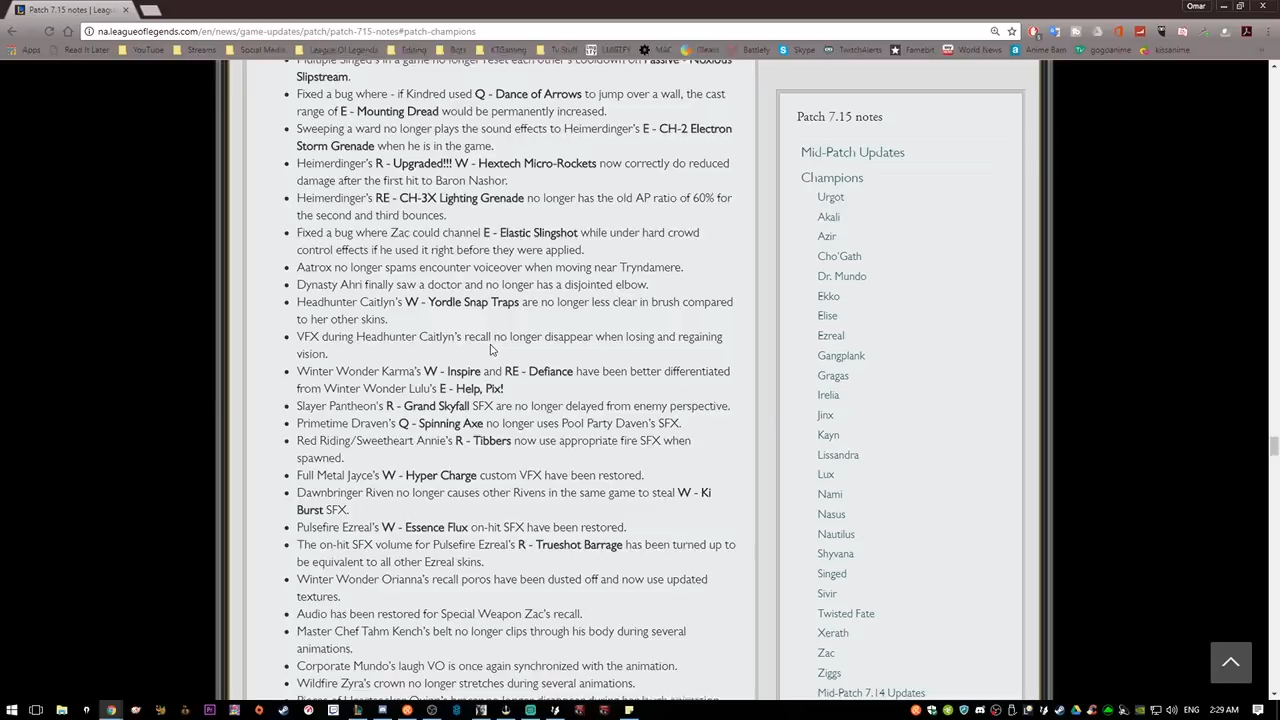 Patch 7.15 notes | Leagu
Omar
na.leagueoflegends.com/en/news/game-updates/patch/patch-715-notes#patch-champions
Apps Read It Later YouTube Streams Social Media League Of Legends Editing Bots KTGaming Tv Stuff MAC Skype TwitchAlerts Famebit World News Anime Bam gogoanime kissanime
Multiple Singed's in a game no longer reset each other's cooldown on Passive - Noxious
Slipstream.
• Fixed a bug where - if Kindred used Q - Dance of Arrows to jump over a wall, the cast
range of E - Mounting Dread would be permanently increased.
• Sweeping a ward no longer plays the sound effects to Heimerdinger's E - CH-2 Electron
Storm Grenade when he is in the game.
• Heimerdinger's R - Upgraded!!! W - Hextech Micro-Rockets now correctly do reduced
damage after the first hit to Baron Nashor.
• Heimerdinger's RE - CH-3X Lighting Grenade no longer has the old AP ratio of 60% for
the second and third bounces.
• Fixed a bug where Zac could channel E - Elastic Slingshot while under hard crowd
control effects if he used it right before they were applied.
• Aatrox no longer spams encounter voiceover when moving near Tryndamere.
• Dynasty Ahri finally saw a doctor and no longer has a disjointed elbow.
• Headhunter Caitlyn's W - Yordle Snap Traps are no longer less clear in brush compared
to her other skins.
• VFX during Headhunter Caitlyn's recall no longer disappear when losing and regaining
vision.
• Winter Wonder Karma's W - Inspire and RE - Defiance have been better differentiated
from Winter Wonder Lulu's E - Help, Pix!
• Slayer Pantheon's R - Grand Skyfall SFX are no longer delayed from enemy perspective.
• Primetime Draven's Q - Spinning Axe no longer uses Pool Party Daven's SFX.
• Red Riding/Sweetheart Annie's R - Tibbers now use appropriate fire SFX when
spawned.
• Full Metal Jayce's W - Hyper Charge custom VFX have been restored.
• Dawnbringer Riven no longer causes other Rivens in the same game to steal W - Ki
Burst SFX.
• Pulsefire Ezreal's W - Essence Flux on-hit SFX have been restored.
• The on-hit SFX volume for Pulsefire Ezreal's R - Trueshot Barrage has been turned up to
be equivalent to all other Ezreal skins.
• Winter Wonder Orianna's recall poros have been dusted off and now use updated
textures.
• Audio has been restored for Special Weapon Zac's recall.
• Master Chef Tahm Kench's belt no longer clips through his body during several
animations.
• Corporate Mundo's laugh VO is once again synchronized with the animation.
• Wildfire Zyra's crown no longer stretches during several animations.
Pieces of Heartseeker Quinn's bracer no longer disappear during her laugh animation.
Patch 7.15 notes
Mid-Patch Updates
Champions
Urgot
Akali
Azir
Cho'Gath
Dr. Mundo
Ekko
Elise
Ezreal
Gangplank
Gragas
Irelia
Jinx
Kayn
Lissandra
Lux
Nami
Nasus
Nautilus
Shyvana
Singed
Sivir
Twisted Fate
Xerath
Zac
Ziggs
Mid-Patch 7.14 Updates
2:29 AM